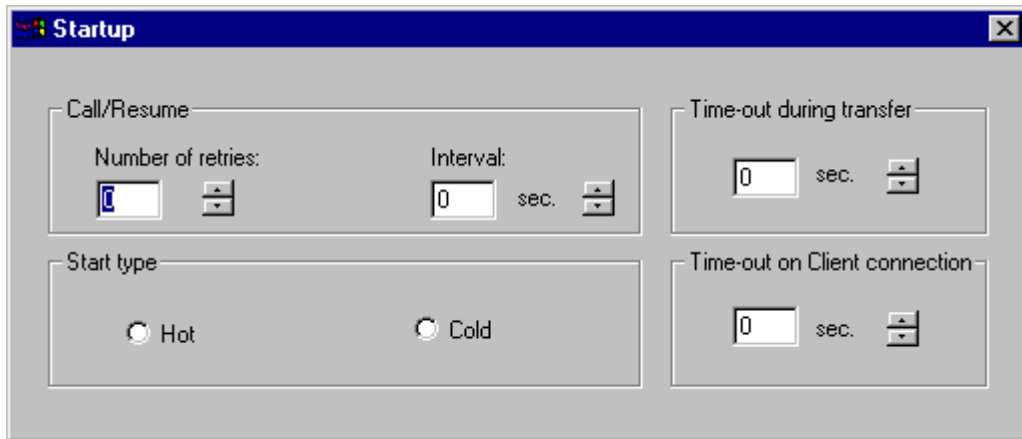 Startup
Call/Resume
Number of retries:
Interval:
0
0 sec.
Time-out during transfer
0 sec.
Start type
Hot
Cold
Time-out on Client connection
0 sec.